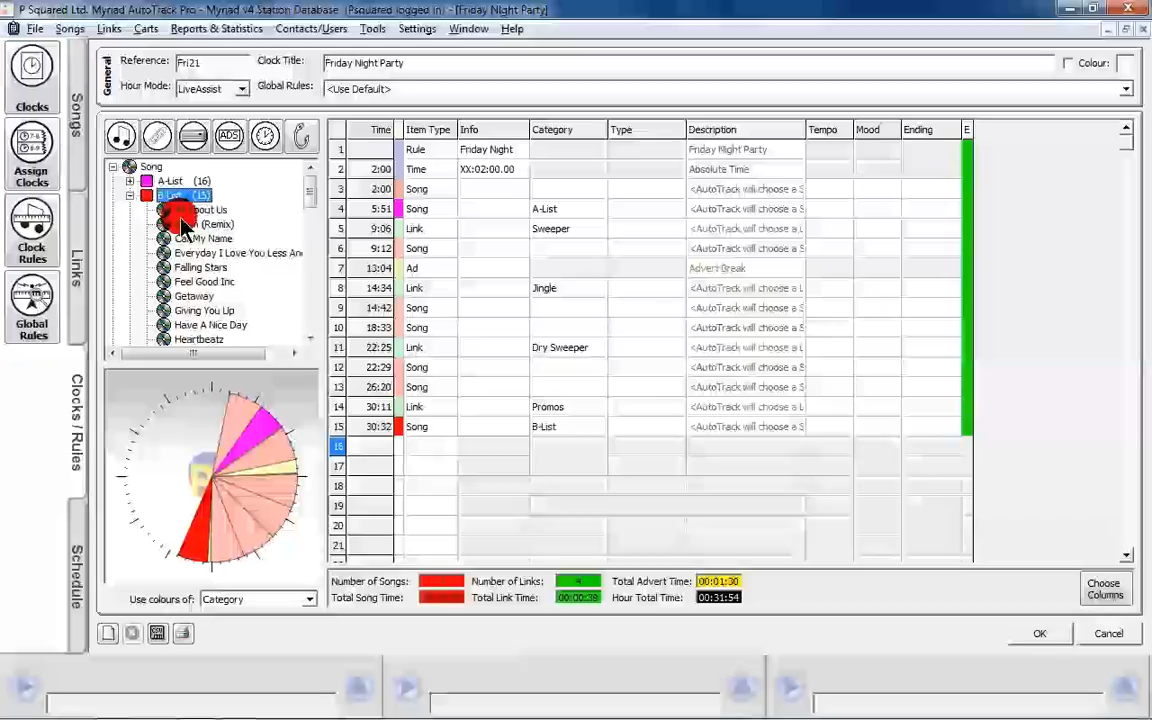 P Squared Ltd. Myriad AutoTrack Pro - Myriad v4 Station Database (Psquared logged in) - [Friday Night Party]
File Songs Links Carts Reports & Statistics Contacts/Users Tools Settings Window Help
Clocks
Assign Clocks
Clock Rules
Global Rules
Songs
Links
Clocks / Rules
Schedule
General
Reference: Fri21 Clock Title: Friday Night Party Colour:
Hour Mode: LiveAssist Global Rules: <Use Default>
ADS
Song
A-List (16)
B-List (15)
bout Us
(Remix)
Call My Name
Everyday I Love You Less An
Falling Stars
Feel Good Inc
Getaway
Giving You Up
Have A Nice Day
Heartbeatz
Use colours of: Category
Time Item Type Info Category Type Description Tempo Mood Ending E
1 Rule Friday Night Friday Night Party
2 2:00 Time XX:02:00.00 Absolute Time
3 2:00 Song <AutoTrack will choose a S
4 5:51 Song A-List <AutoTrack will choose a S
5 9:06 Link Sweeper <AutoTrack will choose a L
6 9:12 Song <AutoTrack will choose a S
7 13:04 Ad Advert Break
8 14:34 Link Jingle <AutoTrack will choose a L
9 14:42 Song <AutoTrack will choose a S
10 18:33 Song <AutoTrack will choose a S
11 22:25 Link Dry Sweeper <AutoTrack will choose a L
12 22:29 Song <AutoTrack will choose a S
13 26:20 Song <AutoTrack will choose a S
14 30:11 Link Promos <AutoTrack will choose a L
15 30:32 Song B-List <AutoTrack will choose a S
16
17
18
19
20
21
Number of Songs: Number of Links: 4 Total Advert Time: 00:01:30
Total Song Time: Total Link Time: 00:00:38 Hour Total Time: 00:31:54
Choose Columns
OK Cancel